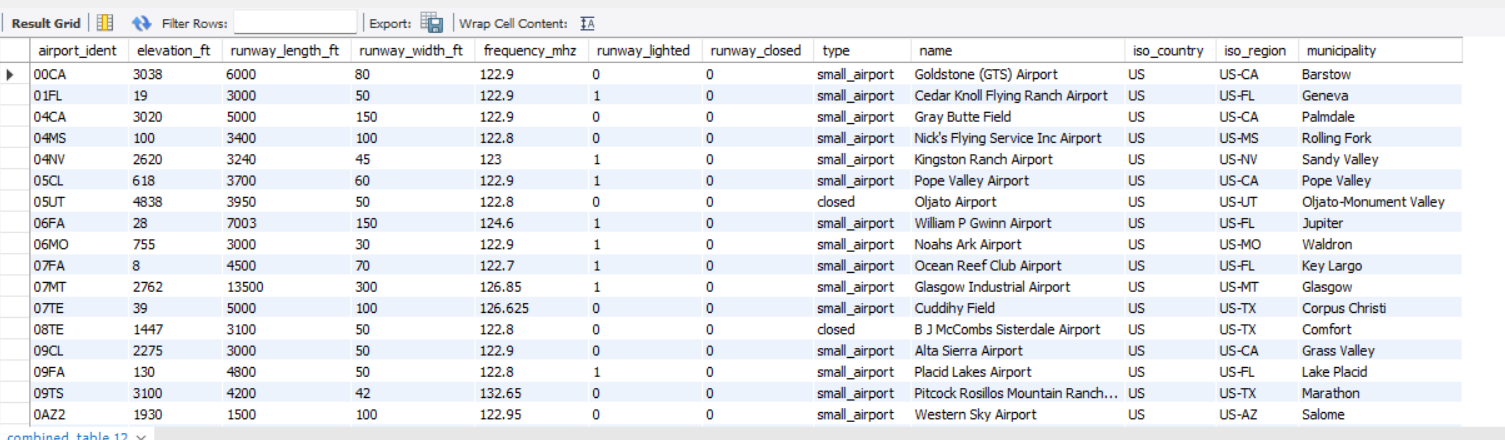 Result Grid Filter Rows: Export: Wrap Cell Content: IA
airport_ident elevation_ft runway_length_ft runway_width_ft frequency_mhz runway_lighted runway_closed type name iso_country iso_region municipality
00CA 3038 6000 80 122.9 0 0 small_airport Goldstone (GTS) Airport US US-CA Barstow
01FL 19 3000 50 122.9 1 0 small_airport Cedar Knoll Flying Ranch Airport US US-FL Geneva
04CA 3020 5000 150 122.9 0 0 small_airport Gray Butte Field US US-CA Palmdale
04MS 100 3400 100 122.8 0 0 small_airport Nick's Flying Service Inc Airport US US-MS Rolling Fork
04NV 2620 3240 45 123 1 0 small_airport Kingston Ranch Airport US US-NV Sandy Valley
05CL 618 3700 60 122.9 1 0 small_airport Pope Valley Airport US US-CA Pope Valley
05UT 4838 3950 50 122.8 0 0 closed Oljato Airport US US-UT Oljato-Monument Valley
06FA 28 7003 150 124.6 1 0 small_airport William P Gwinn Airport US US-FL Jupiter
06MO 755 3000 30 122.9 1 0 small_airport Noahs Ark Airport US US-MO Waldron
07FA 8 4500 70 122.7 1 0 small_airport Ocean Reef Club Airport US US-FL Key Largo
07MT 2762 13500 300 126.85 1 0 small_airport Glasgow Industrial Airport US US-MT Glasgow
07TE 39 5000 100 126.625 0 0 small_airport Cuddihy Field US US-TX Corpus Christi
08TE 1447 3100 50 122.8 0 0 closed B J McCombs Sisterdale Airport US US-TX Comfort
09CL 2275 3000 50 122.9 0 0 small_airport Alta Sierra Airport US US-CA Grass Valley
09FA 130 4800 50 122.8 1 0 small_airport Placid Lakes Airport US US-FL Lake Placid
09TS 3100 4200 42 132.65 0 0 small_airport Pitcock Rosillos Mountain Ranch... US US-TX Marathon
0AZ2 1930 1500 100 122.95 0 0 small_airport Western Sky Airport US US-AZ Salome
combined_table 12